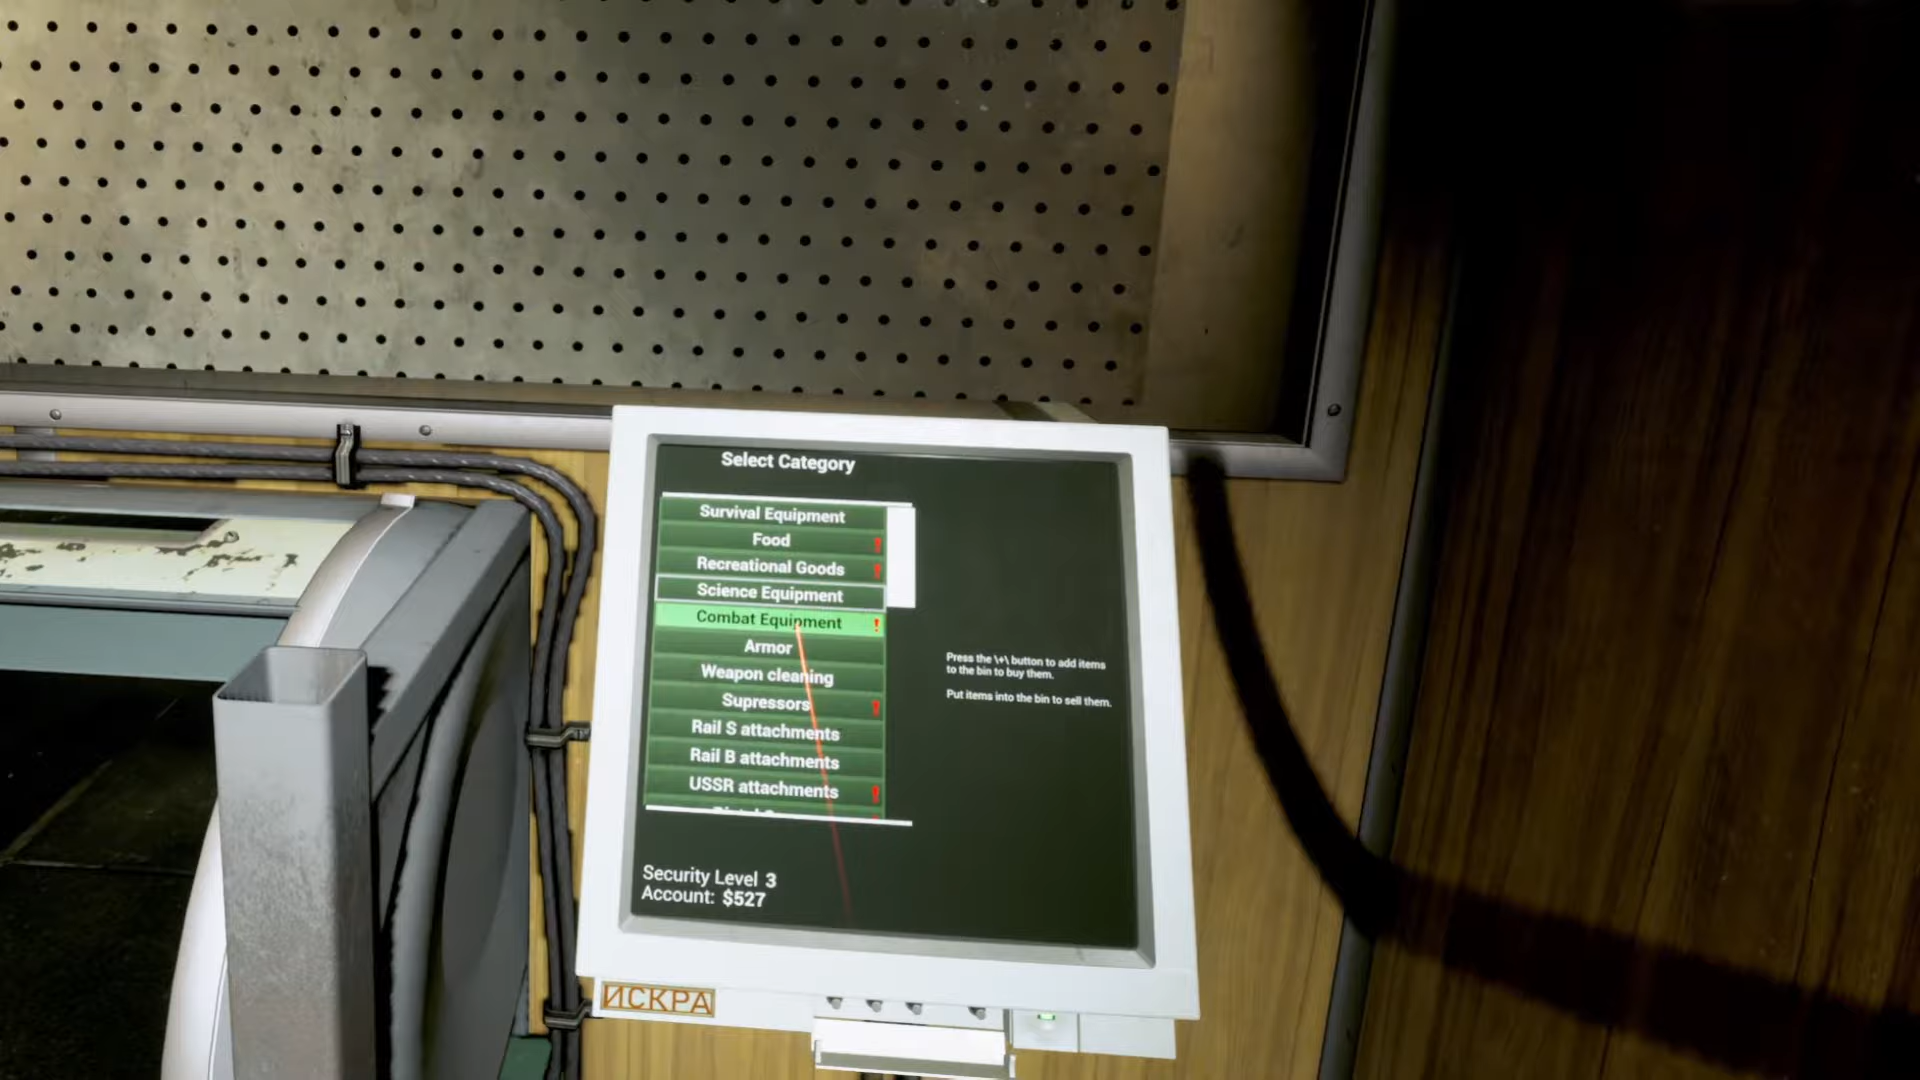 Select Category
Survival Equipment
Food !
Recreational Goods !
Science Equipment
Combat Equipment !
Armor
Weapon cleaning
Supressors !
Rail S attachments
Rail B attachments
USSR attachments !
Press the \+\ button to add items
to the bin to buy them.
Put items into the bin to sell them.
Security Level 3
Account: $527
ИСКРА